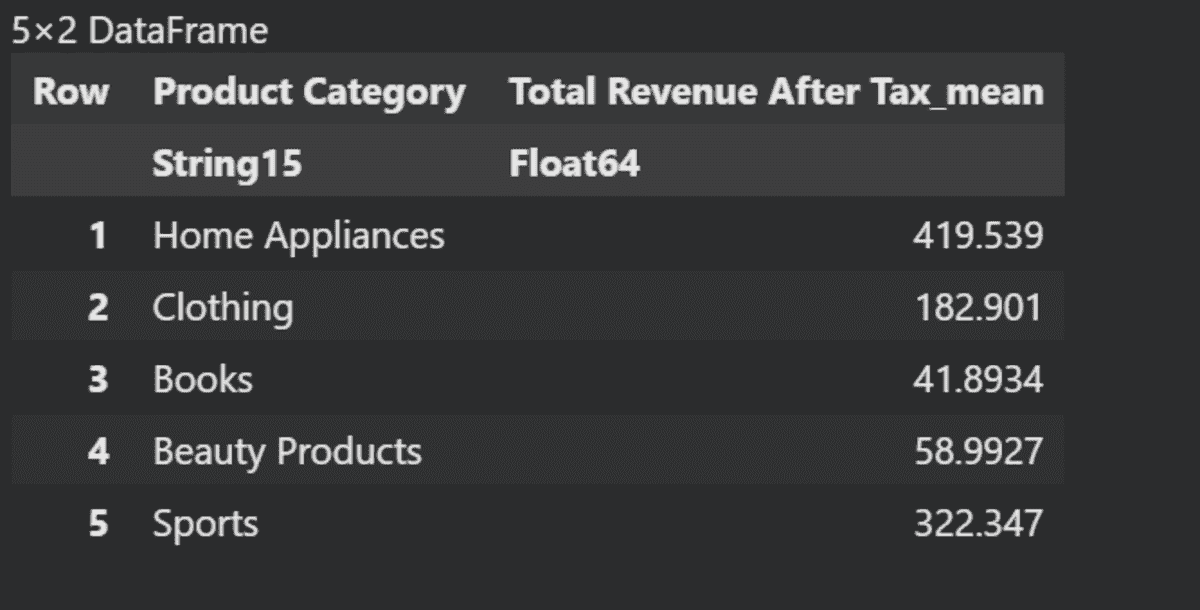 5×2 DataFrame
Row Product Category Total Revenue After Tax_mean
String15 Float64
1 Home Appliances 419.539
2 Clothing 182.901
3 Books 41.8934
4 Beauty Products 58.9927
5 Sports 322.347